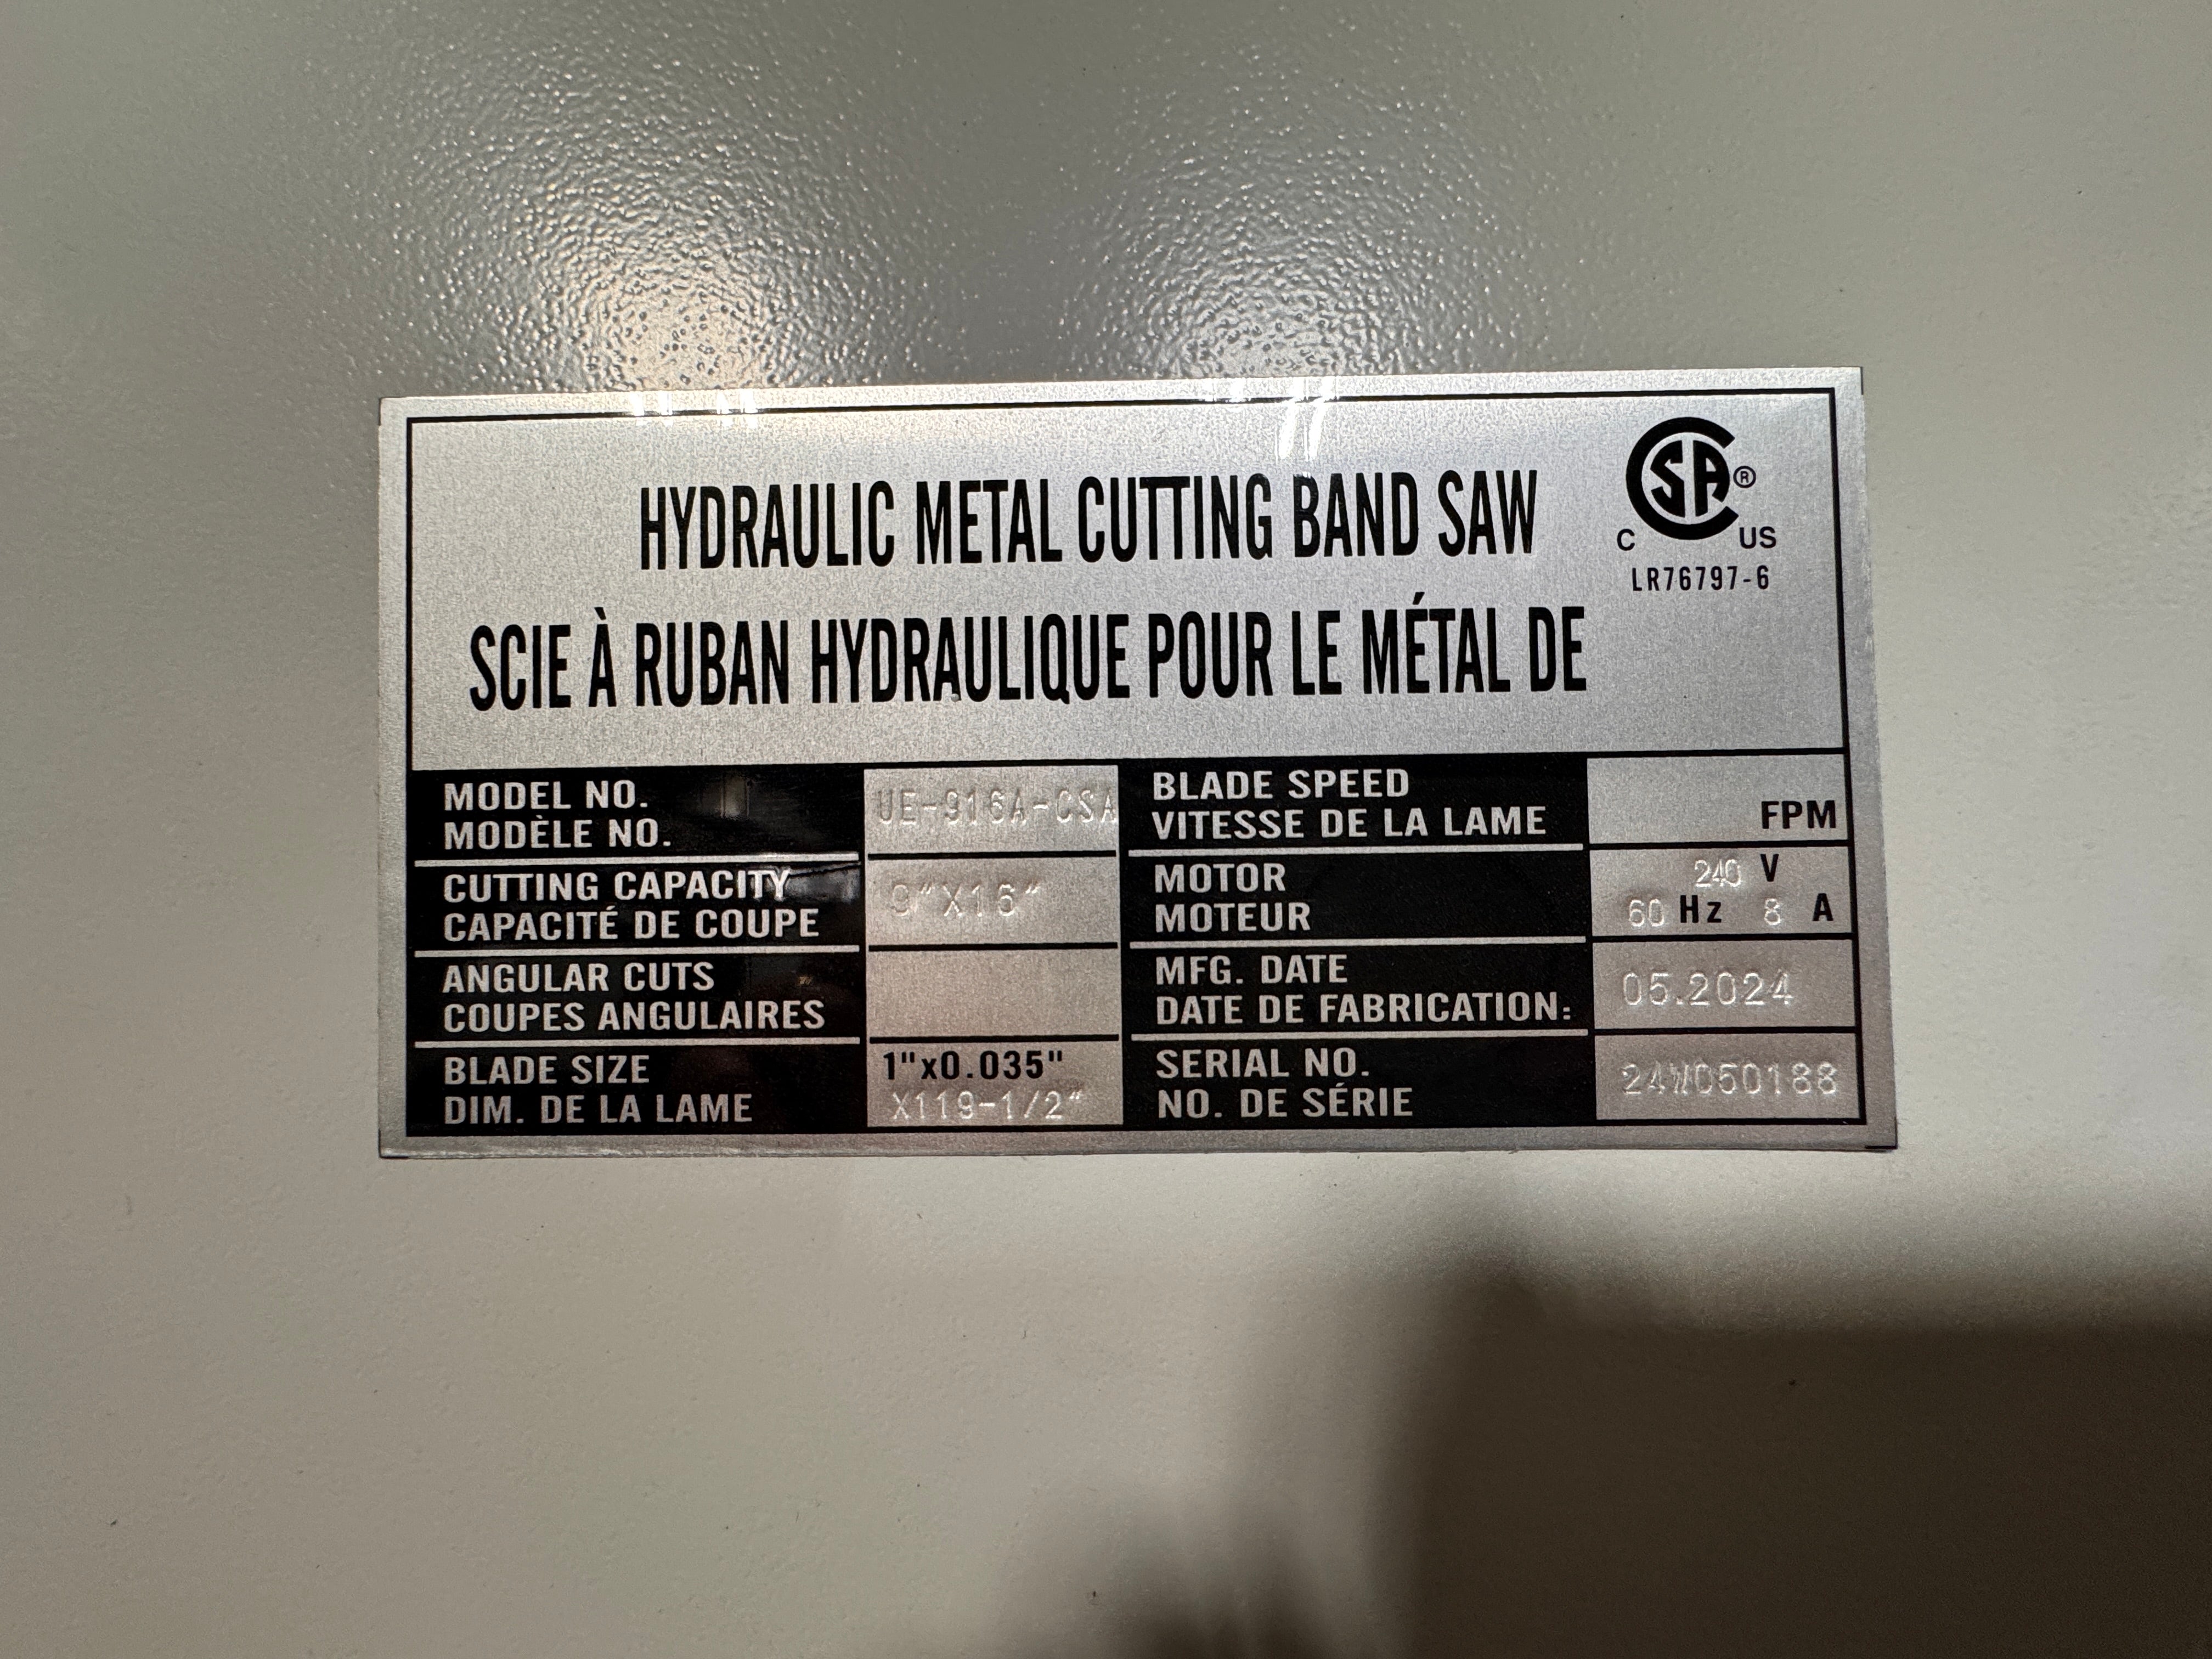 HYDRAULIC METAL CUTTING BAND SAW
CSA®
C US
LR76797-6
SCIE À RUBAN HYDRAULIQUE POUR LE MÉTAL DE
MODEL NO.
MODÈLE NO.
UE-916A-CSA
BLADE SPEED
VITESSE DE LA LAME
FPM
CUTTING CAPACITY
CAPACITÉ DE COUPE
9"X16"
MOTOR
MOTEUR
240 V
60 Hz 8 A
ANGULAR CUTS
COUPES ANGULAIRES
MFG. DATE
DATE DE FABRICATION:
05.2024
BLADE SIZE
DIM. DE LA LAME
1"x0.035"
X119-1/2"
SERIAL NO.
NO. DE SÉRIE
24W050188